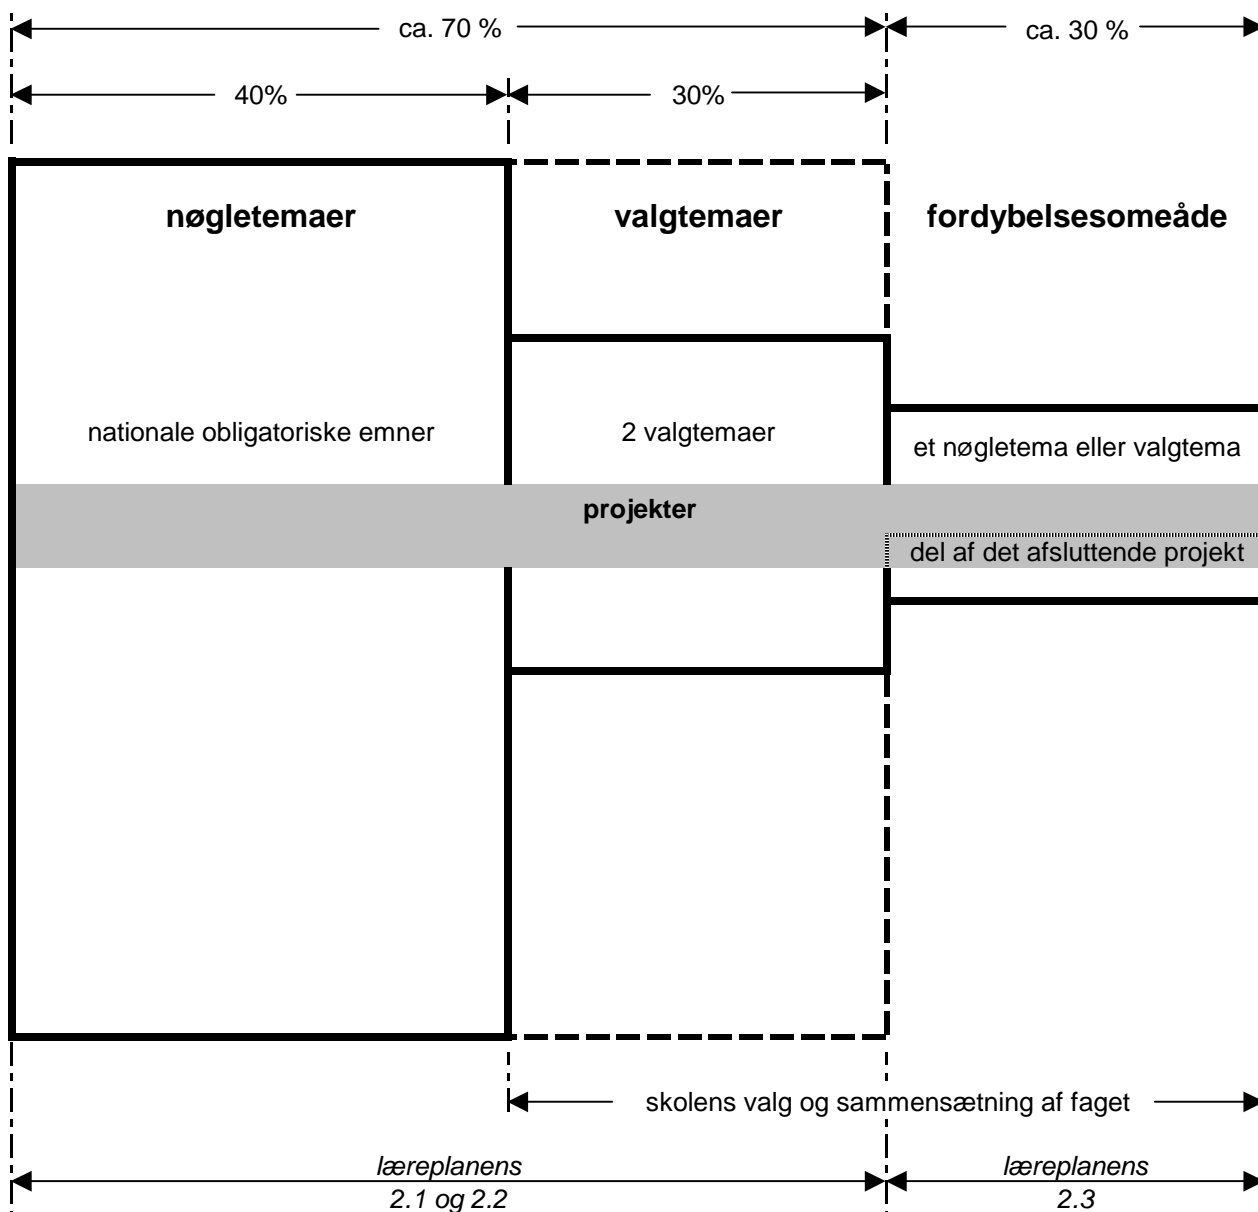 ca. 70 %
ca. 30 %
40%
30%
nøgletemaer
valgtemaer
fordybelsesomeåde
nationale obligatoriske emner
2 valgtemaer
et nøgletema eller valgtema
projekter
del af det afsluttende projekt
skolens valg og sammensætning af faget
læreplanens
2.1 og 2.2
læreplanens
2.3